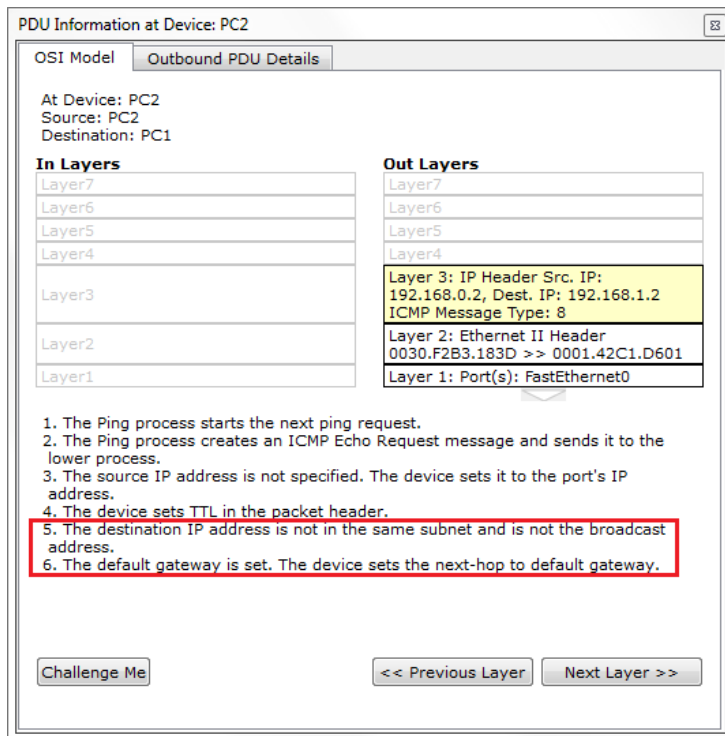 PDU Information at Device: PC2
OSI Model
Outbound PDU Details
At Device: PC2
Source: PC2
Destination: PC1
In Layers
Layer7
Layer6
Layer5
Layer4
Layer3
Layer2
Layer1
Out Layers
Layer7
Layer6
Layer5
Layer4
Layer 3: IP Header Src. IP:
192.168.0.2, Dest. IP: 192.168.1.2
ICMP Message Type: 8
Layer 2: Ethernet II Header
0030.F2B3.183D >> 0001.42C1.D601
Layer 1: Port(s): FastEthernet0
1. The Ping process starts the next ping request.
2. The Ping process creates an ICMP Echo Request message and sends it to the
lower process.
3. The source IP address is not specified. The device sets it to the port's IP
address.
4. The device sets TTL in the packet header.
5. The destination IP address is not in the same subnet and is not the broadcast
address.
6. The default gateway is set. The device sets the next-hop to default gateway.
Challenge Me
<< Previous Layer
Next Layer >>